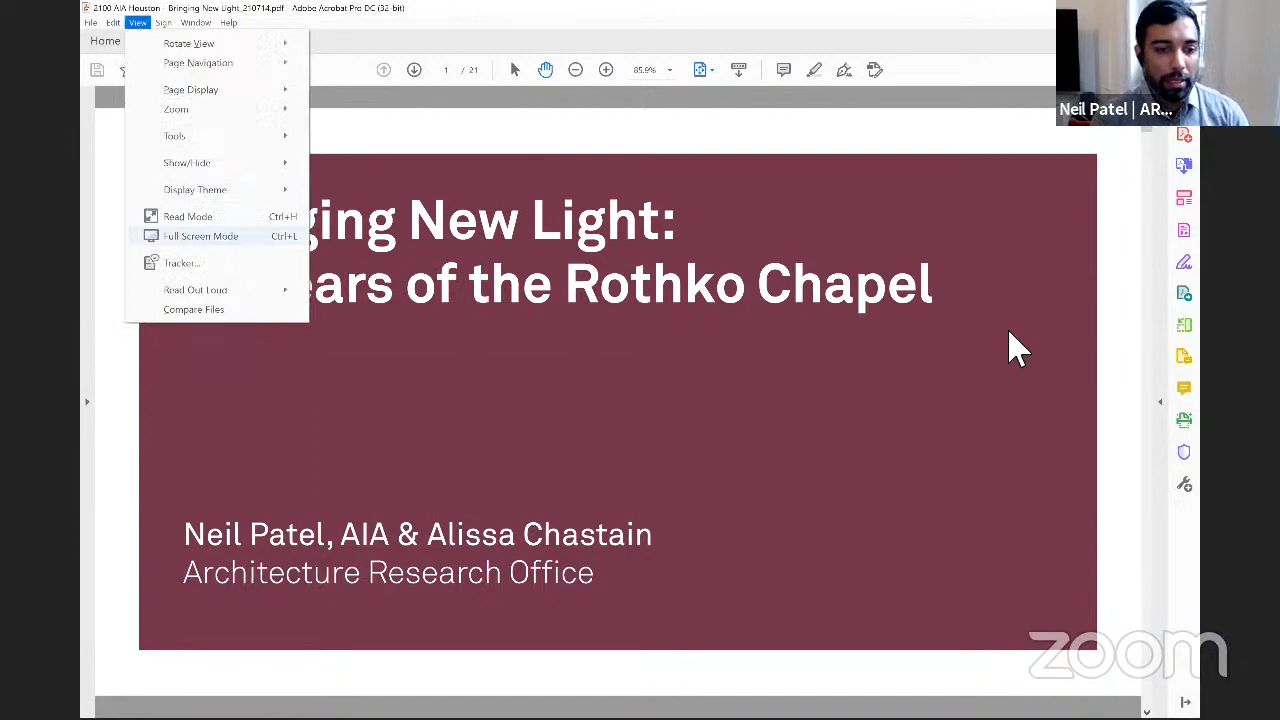 2100 AIA Houston - Bringing New Light_210714.pdf - Adobe Acrobat Pro DC (32-bit)
File Edit View Sign Window Help
Home
1 / 21 85.9%
Rotate View
Page Navigation
Page Display
Zoom
Tools
Show/Hide
Display Theme
Read Mode Ctrl+H
Full Screen Mode Ctrl+L
Tracker...
Read Out Loud
Compare Files
Neil Patel | AR...
ging New Light:
ears of the Rothko Chapel
Neil Patel, AIA & Alissa Chastain
Architecture Research Office
zoom